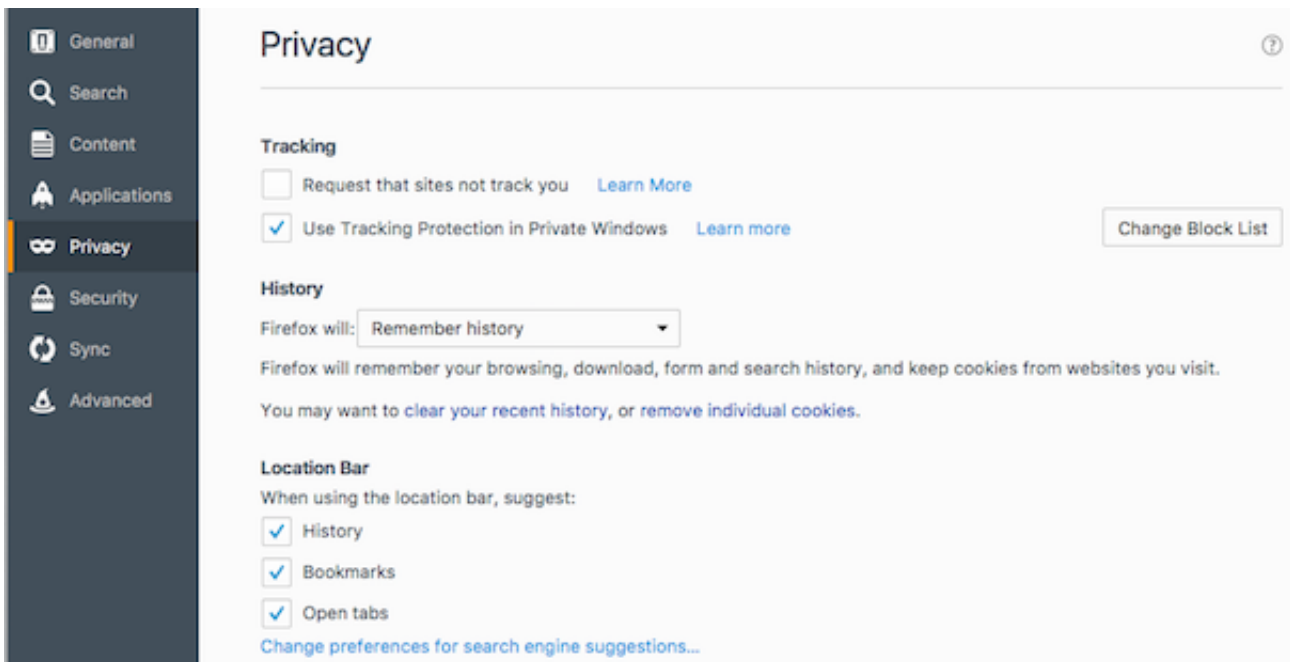 General
Search
Content
Applications
Privacy
Security
Sync
Advanced
Privacy
?
Tracking
Request that sites not track you Learn More
Use Tracking Protection in Private Windows Learn more Change Block List
History
Firefox will: Remember history
Firefox will remember your browsing, download, form and search history, and keep cookies from websites you visit.
You may want to clear your recent history, or remove individual cookies.
Location Bar
When using the location bar, suggest:
History
Bookmarks
Open tabs
Change preferences for search engine suggestions...